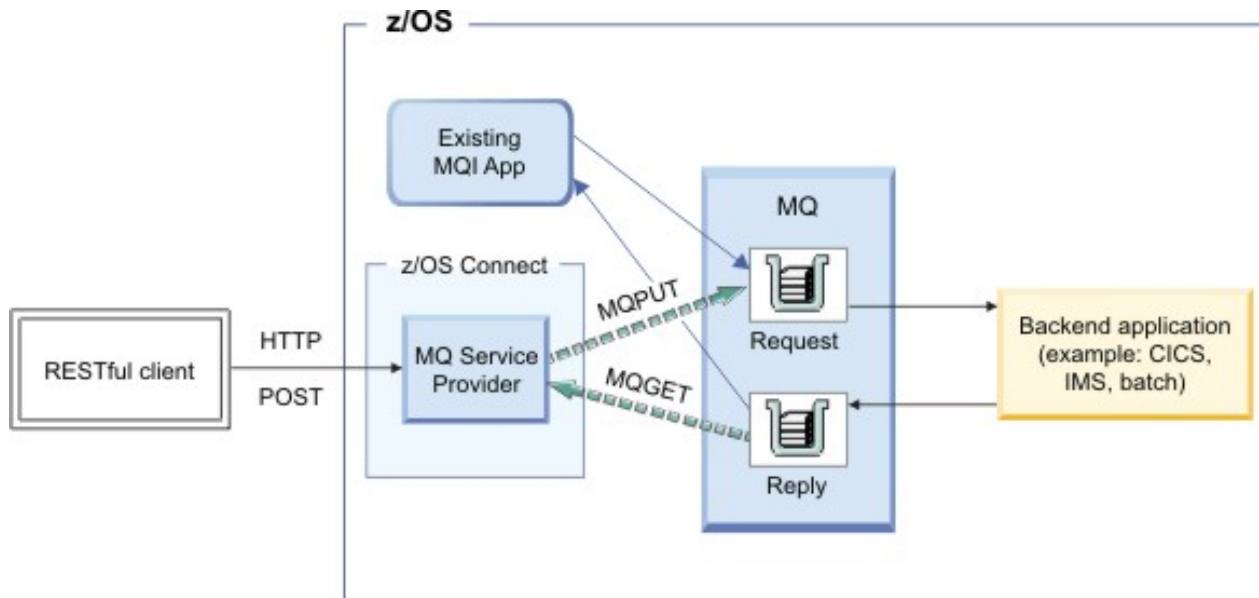 z/OS
Existing
MQI App
MQ
z/OS Connect
MQPUT
Request
HTTP
POST
RESTful client
MQ Service
Provider
MQGET
Reply
Backend application
(example: CICS,
IMS, batch)